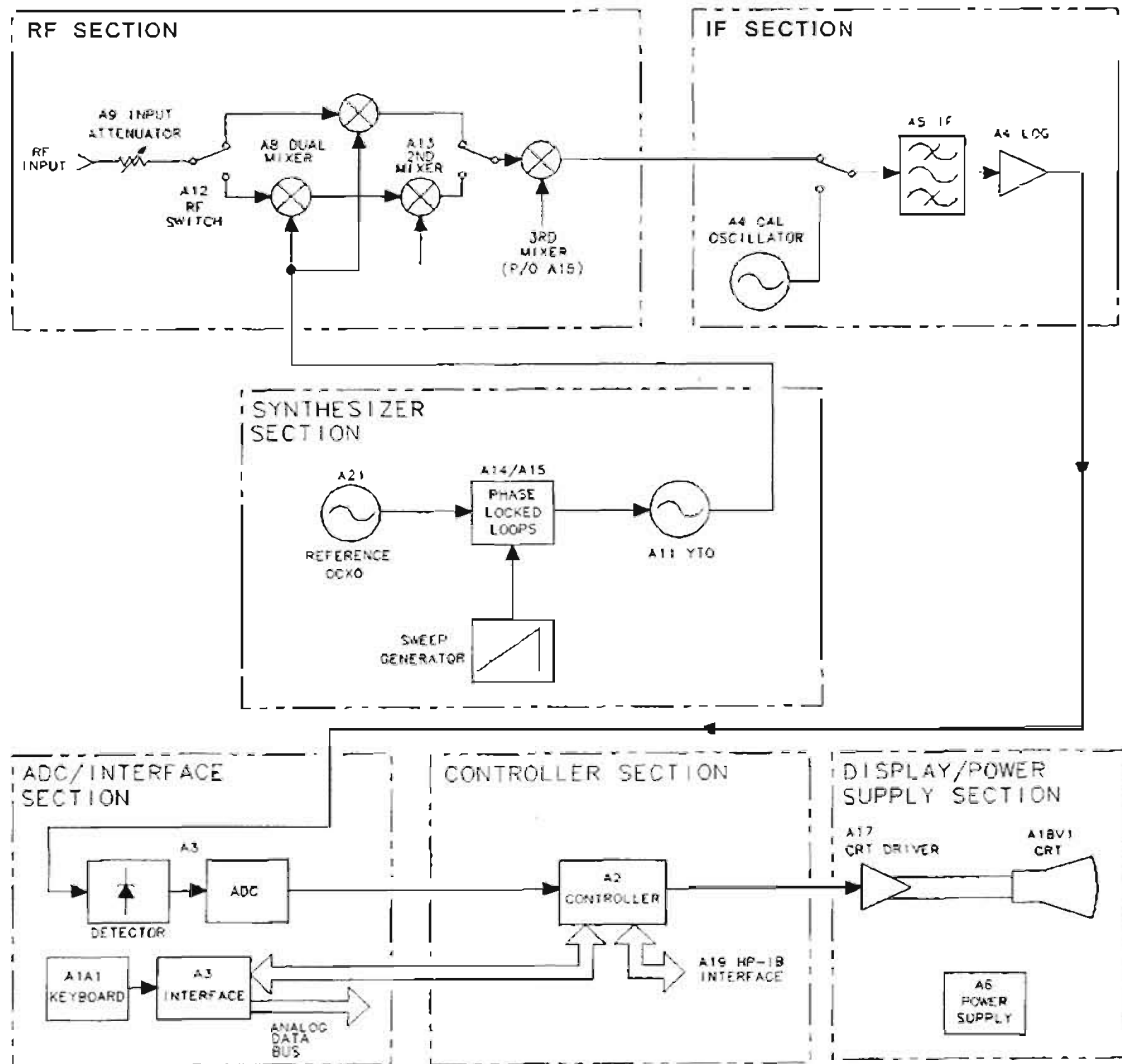 RF SECTION
A9 INPUT
ATTENUATOR
RF
INPUT
A12
RF
SWITCH
A8 DUAL
MIXER
A13
2ND
MIXER
3RD
MIXER
(P/O A15)
IF SECTION
A5 IF
A4 LOG
A4 CAL
OSCILLATOR
SYNTHESIZER
SECTION
A21
REFERENCE
OCXO
A14/A15
PHASE
LOCKED
LOOPS
A11 YTO
SWEEP
GENERATOR
ADC/INTERFACE
SECTION
A3
DETECTOR
ADC
A1A1
KEYBOARD
A3
INTERFACE
ANALOG
DATA
BUS
CONTROLLER SECTION
A2
CONTROLLER
A19 HP-IB
INTERFACE
DISPLAY/POWER
SUPPLY SECTION
A17
CRT DRIVER
A18V1
CRT
A6
POWER
SUPPLY